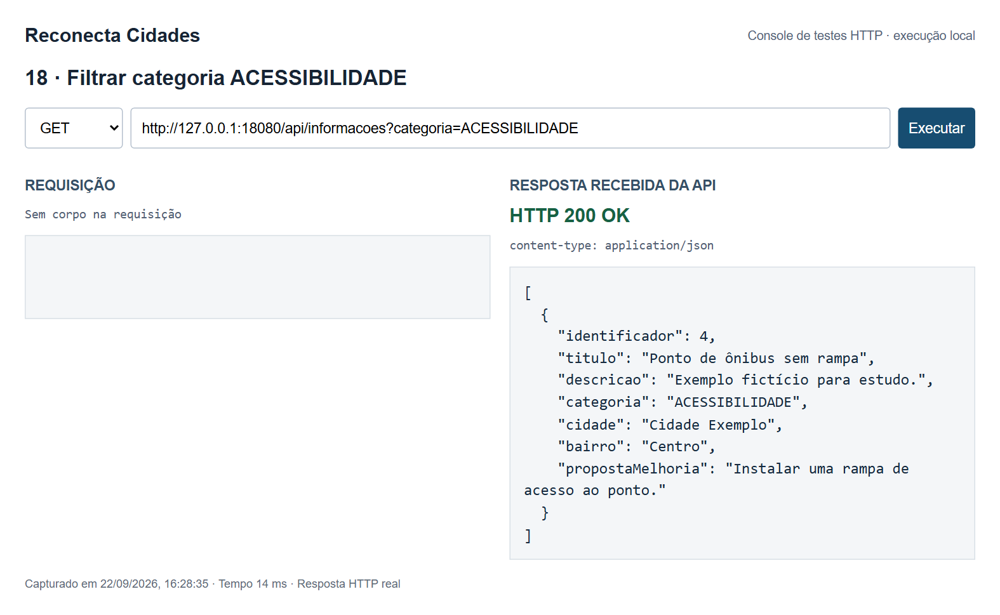 Reconecta Cidades
Console de testes HTTP · execução local
18 · Filtrar categoria ACESSIBILIDADE
GET
http://127.0.0.1:18080/api/informacoes?categoria=ACESSIBILIDADE
Executar
REQUISIÇÃO
Sem corpo na requisição
RESPOSTA RECEBIDA DA API
HTTP 200 OK
content-type: application/json
[
  {
    "identificador": 4,
    "titulo": "Ponto de ônibus sem rampa",
    "descricao": "Exemplo fictício para estudo.",
    "categoria": "ACESSIBILIDADE",
    "cidade": "Cidade Exemplo",
    "bairro": "Centro",
    "propostaMelhoria": "Instalar uma rampa de
acesso ao ponto."
  }
]
Capturado em 22/09/2026, 16:28:35 · Tempo 14 ms · Resposta HTTP real